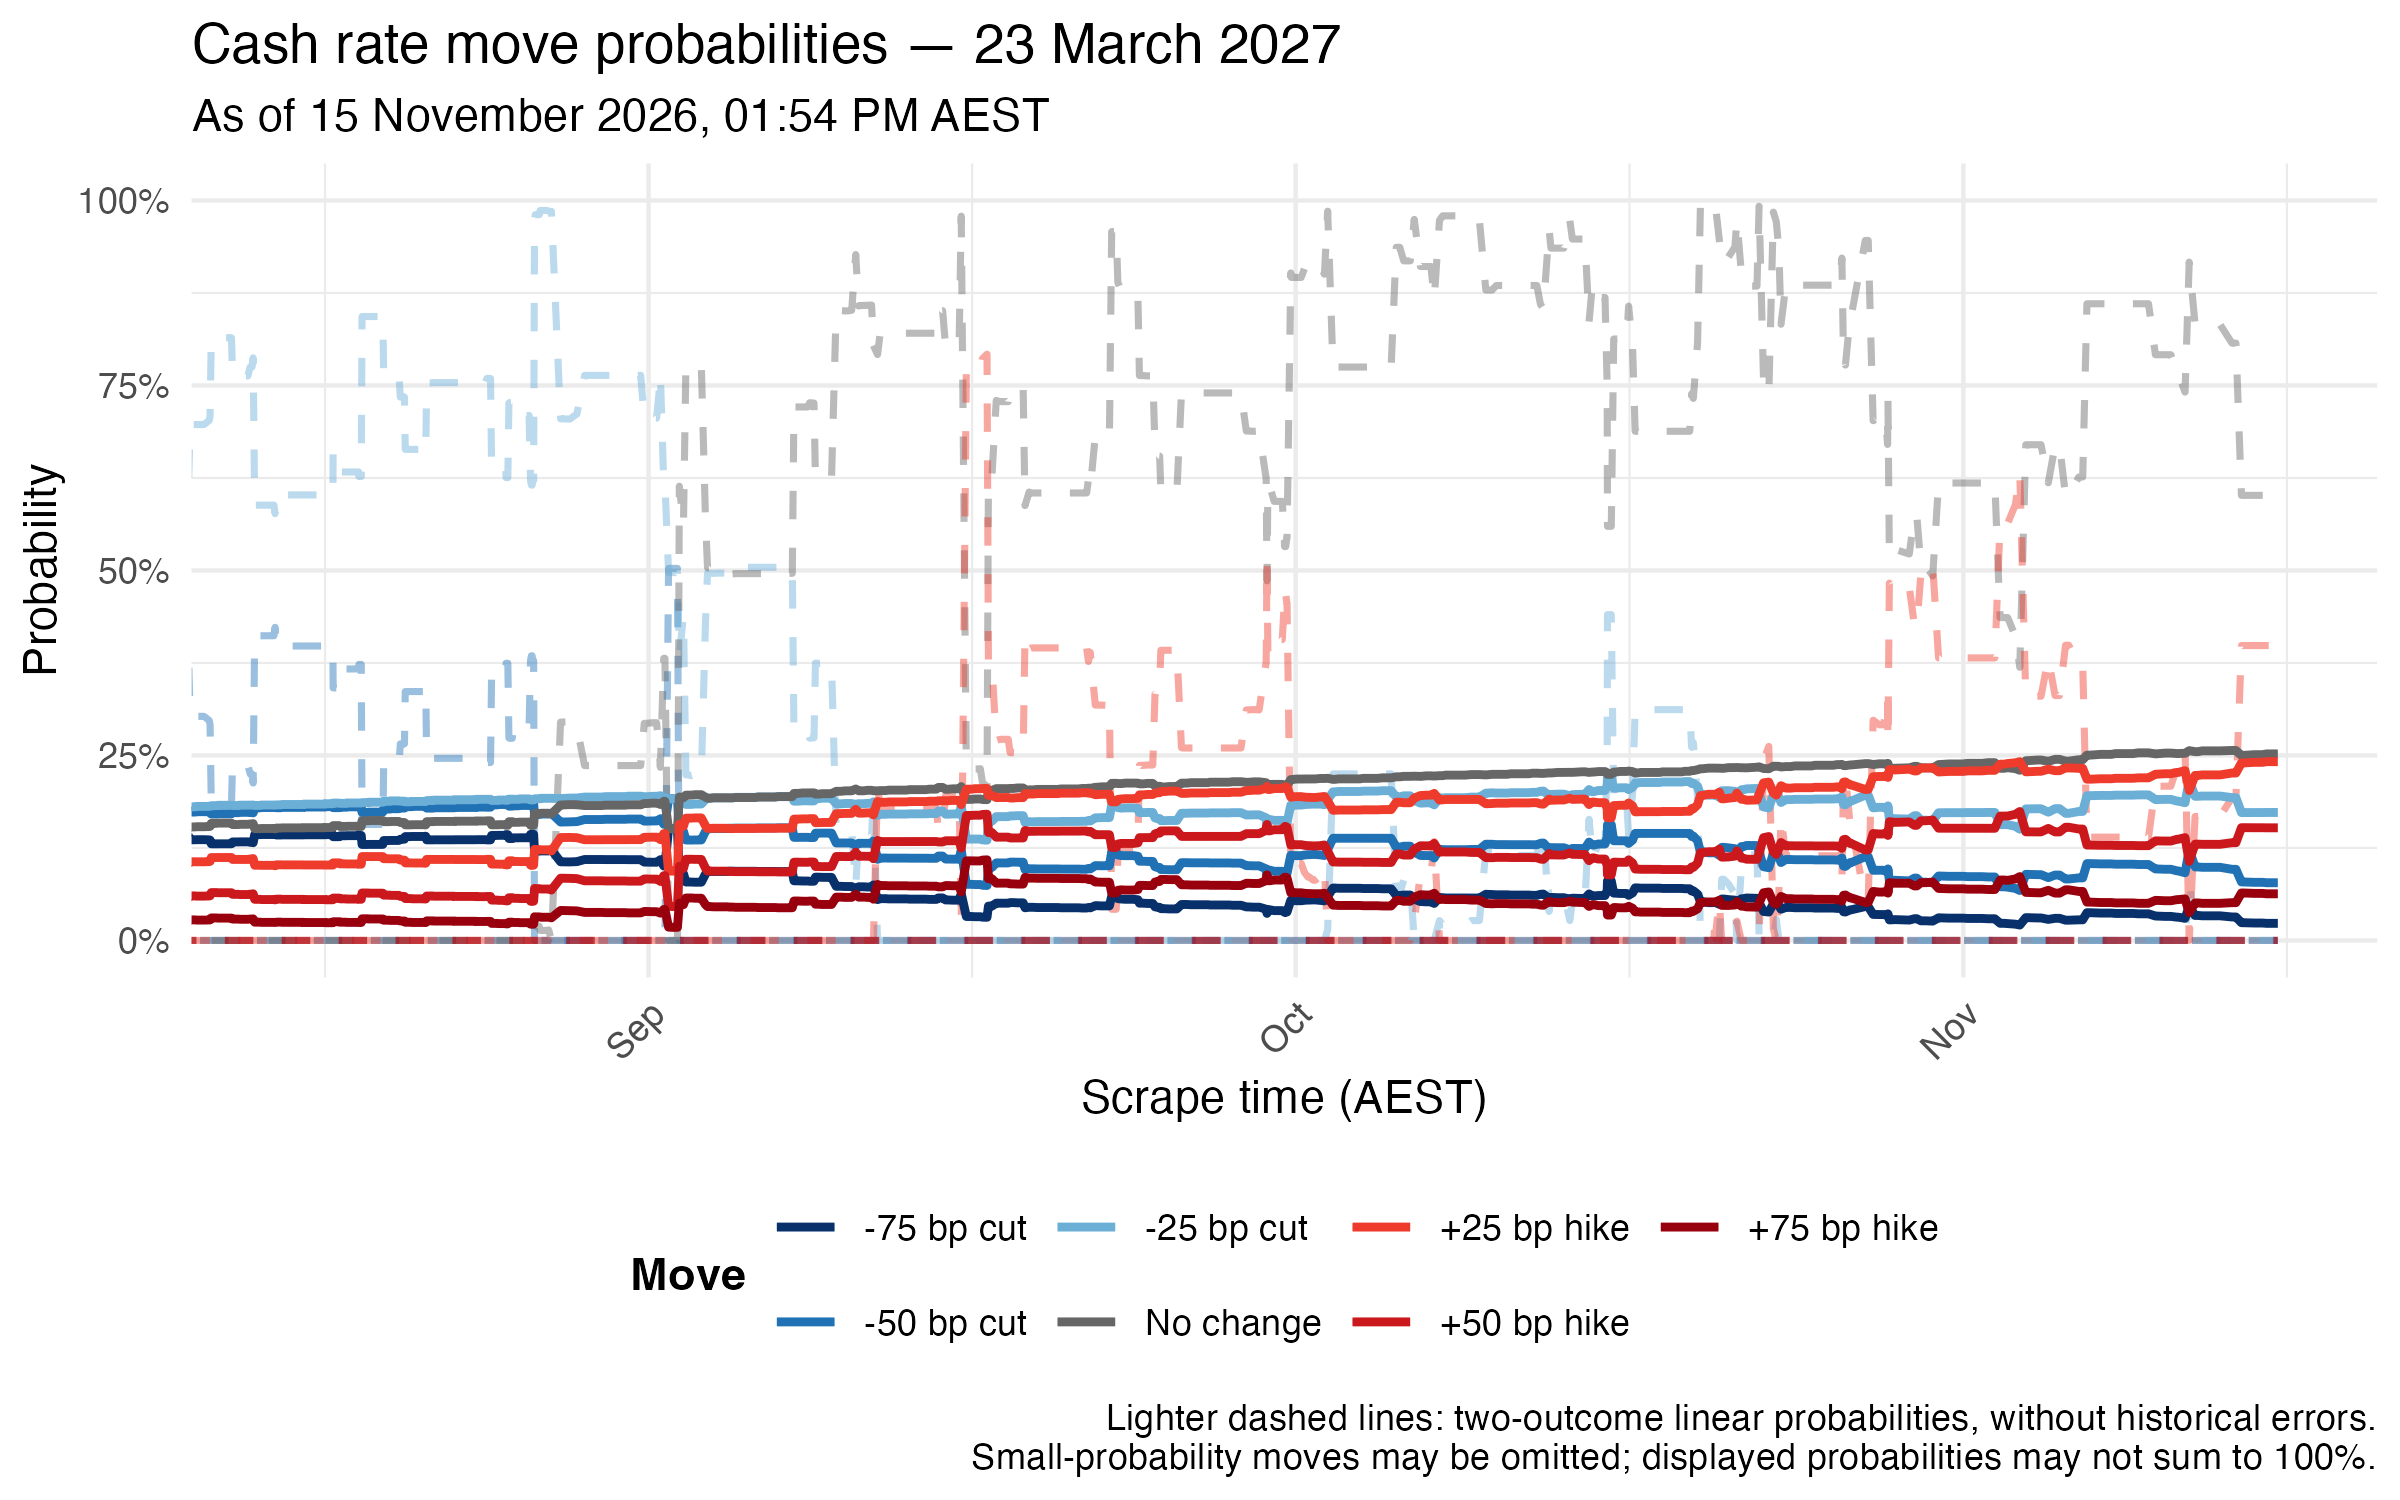 Cash rate move probabilities — 23 March 2027
As of 15 November 2026, 01:54 PM AEST
Probability
100%
75%
50%
25%
0%
Sep
Oct
Nov
Scrape time (AEST)
Move
-75 bp cut
-25 bp cut
+25 bp hike
+75 bp hike
-50 bp cut
No change
+50 bp hike
Lighter dashed lines: two-outcome linear probabilities, without historical errors.
Small-probability moves may be omitted; displayed probabilities may not sum to 100%.